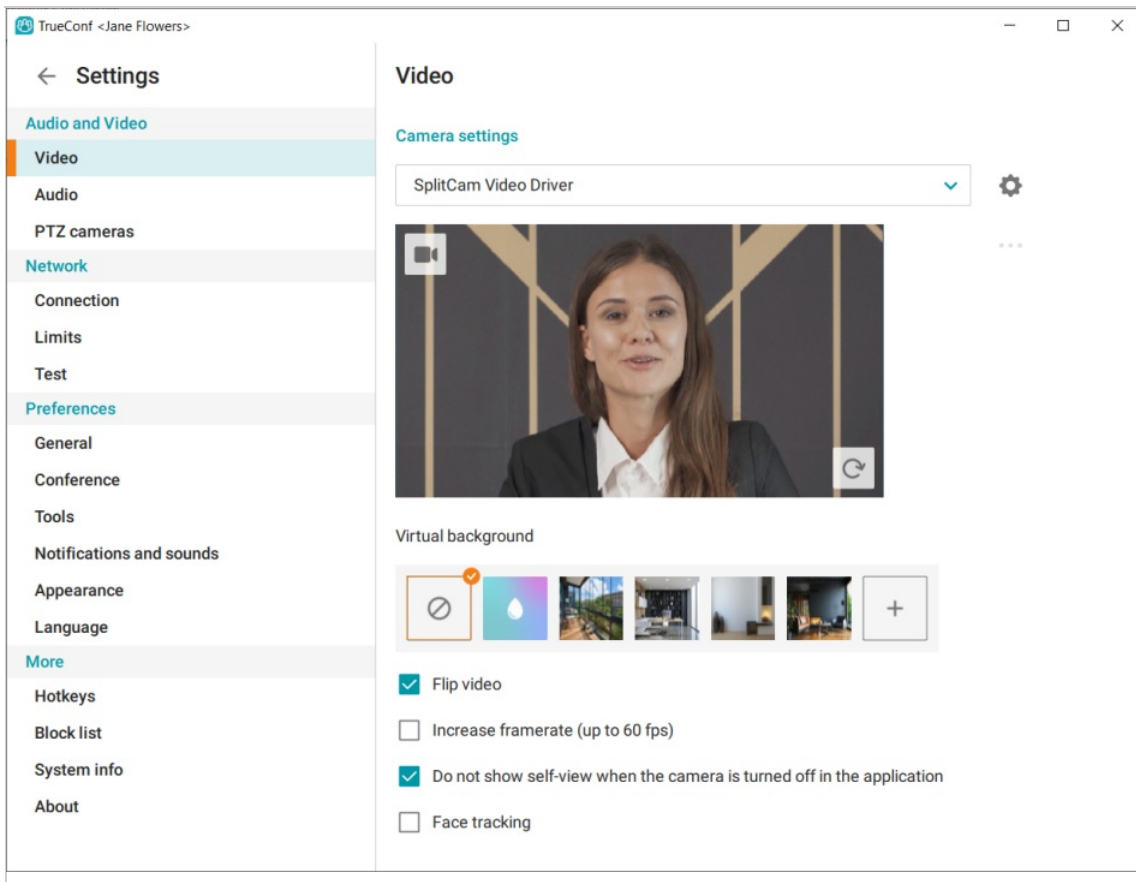 TrueConf <Jane Flowers>
Settings
Audio and Video
Video
Audio
PTZ cameras
Network
Connection
Limits
Test
Preferences
General
Conference
Tools
Notifications and sounds
Appearance
Language
More
Hotkeys
Block list
System info
About
Video
Camera settings
SplitCam Video Driver
Virtual background
Flip video
Increase framerate (up to 60 fps)
Do not show self-view when the camera is turned off in the application
Face tracking